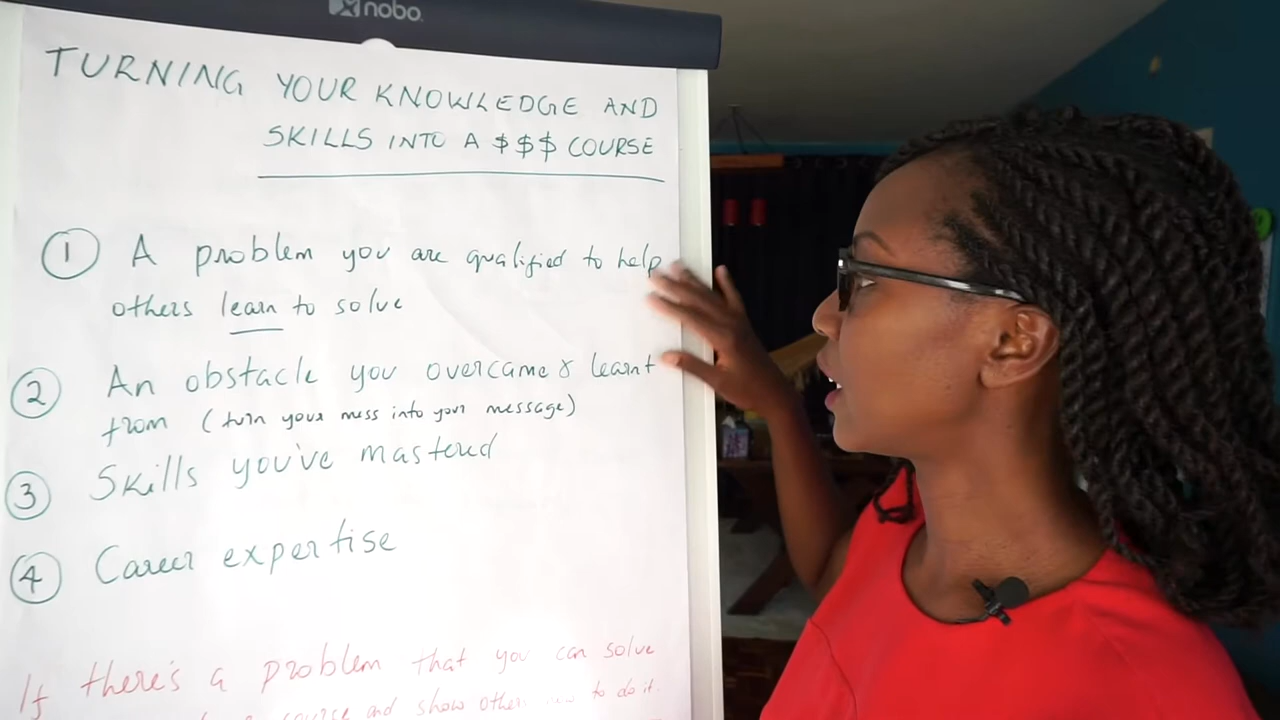 nobo
TURNING YOUR KNOWLEDGE AND
SKILLS INTO A $$$ COURSE
1 A problem you are qualified to help
others learn to solve
2 An obstacle you overcame & learnt
from (turn your mess into your message)
3 Skills you've mastered
4 Career expertise
If there's a problem that you can solve
course and show others to do it.